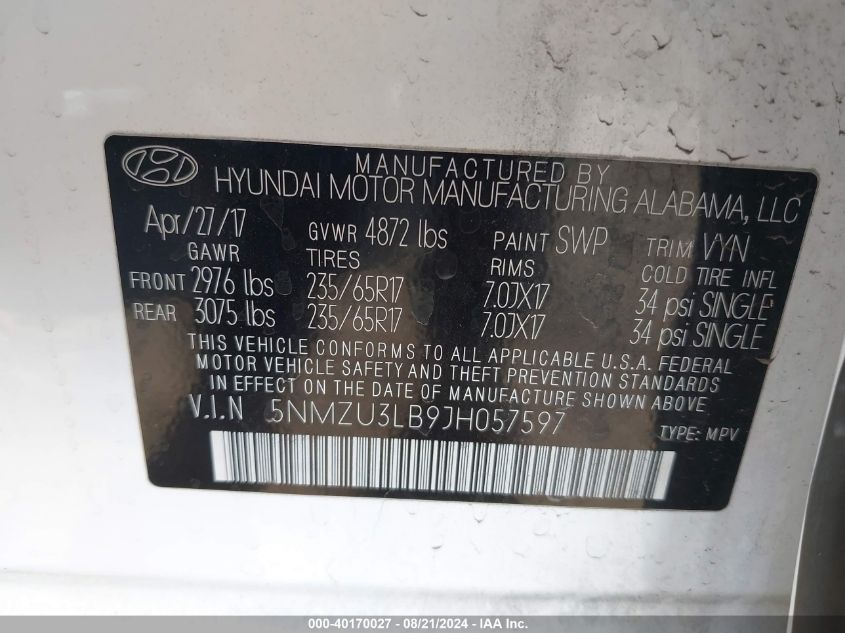 MANUFACTURED BY
HYUNDAI MOTOR MANUFACTURING ALABAMA, LLC
Apr/27/17 GVWR 4872 lbs PAINT SWP TRIM VYN
GAWR TIRES RIMS COLD TIRE INFL
FRONT 2976 lbs 235/65R17 7.0JX17 34 psi SINGLE
REAR 3075 lbs 235/65R17 7.0JX17 34 psi SINGLE
THIS VEHICLE CONFORMS TO ALL APPLICABLE U.S.A. FEDERAL
MOTOR VEHICLE SAFETY AND THEFT PREVENTION STANDARDS
IN EFFECT ON THE DATE OF MANUFACTURE SHOWN ABOVE
V.I.N 5NMZU3LB9JH057597 TYPE: MPV
000-40170027 - 08/21/2024 - IAA Inc.